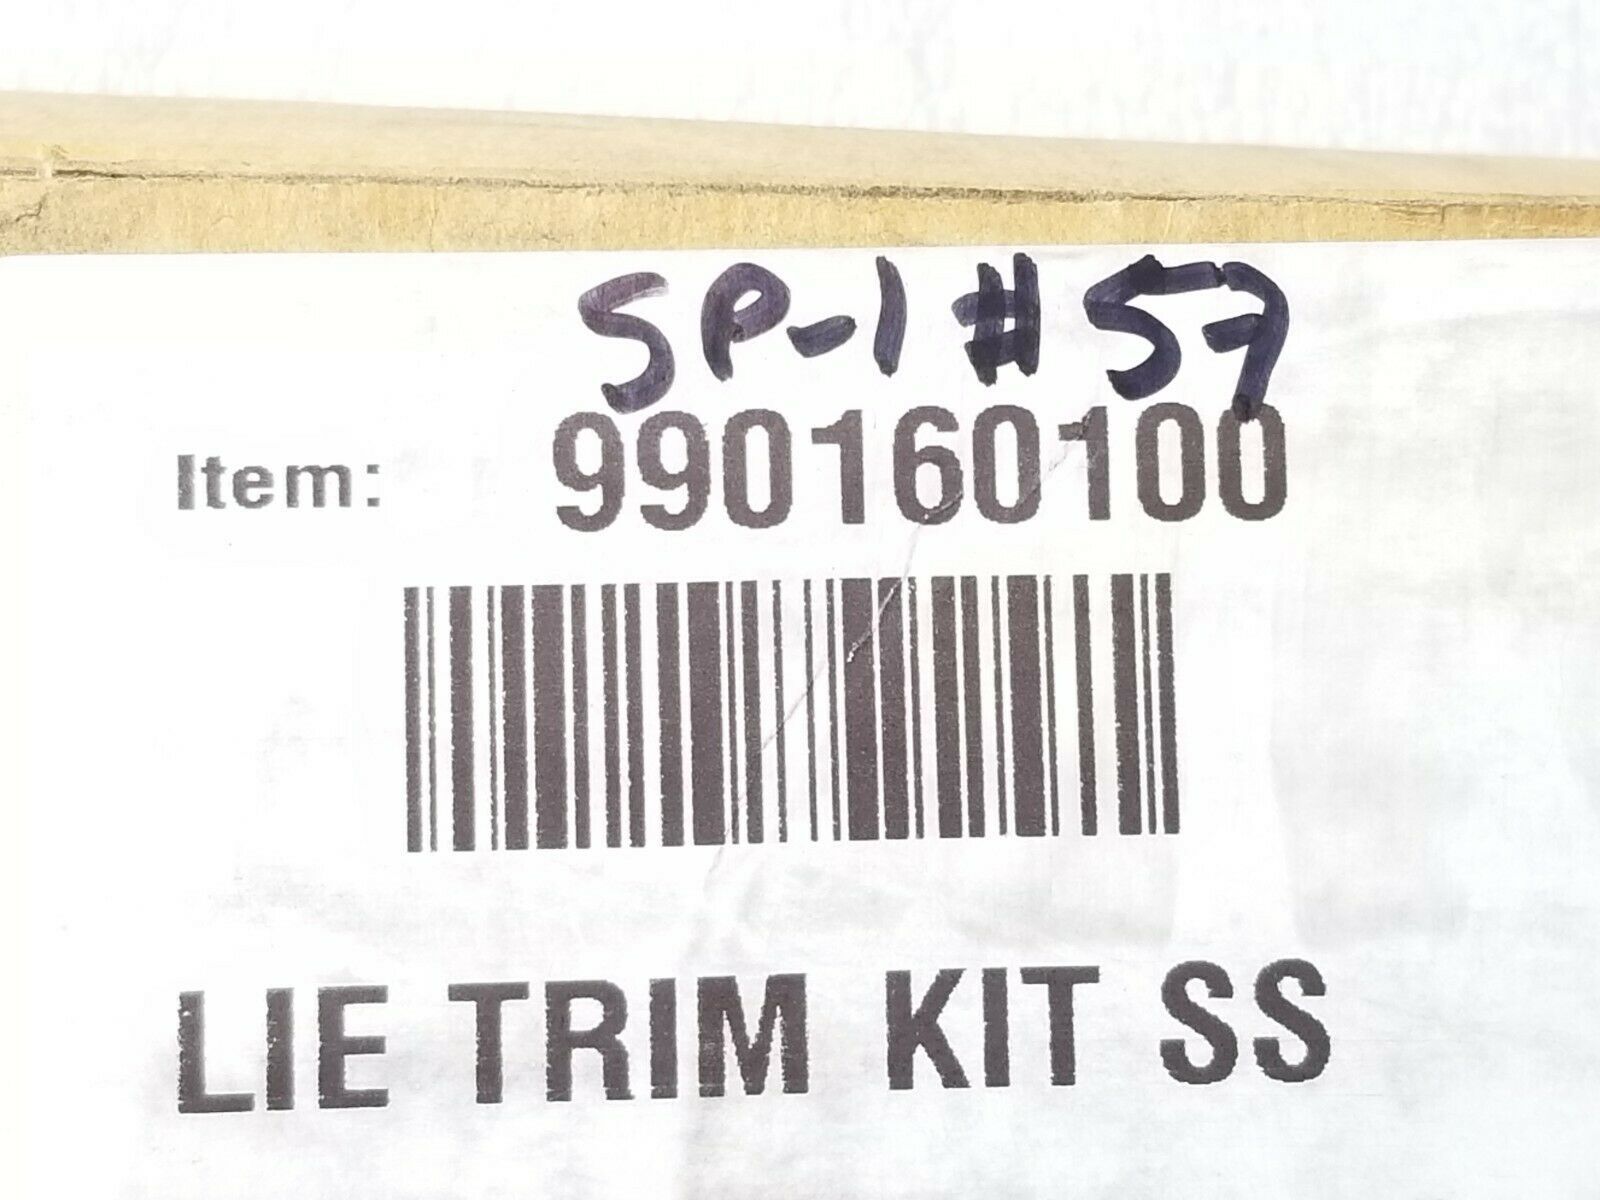 SP-1 # 57
Item: 990160100
LIE TRIM KIT SS